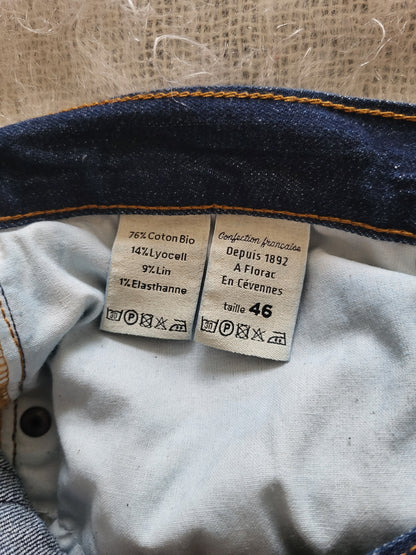 76% Coton Bio
14% Lyocell
9% Lin
1% Elasthanne
Confection française
Depuis 1892
A Florac
En Cévennes
taille 46